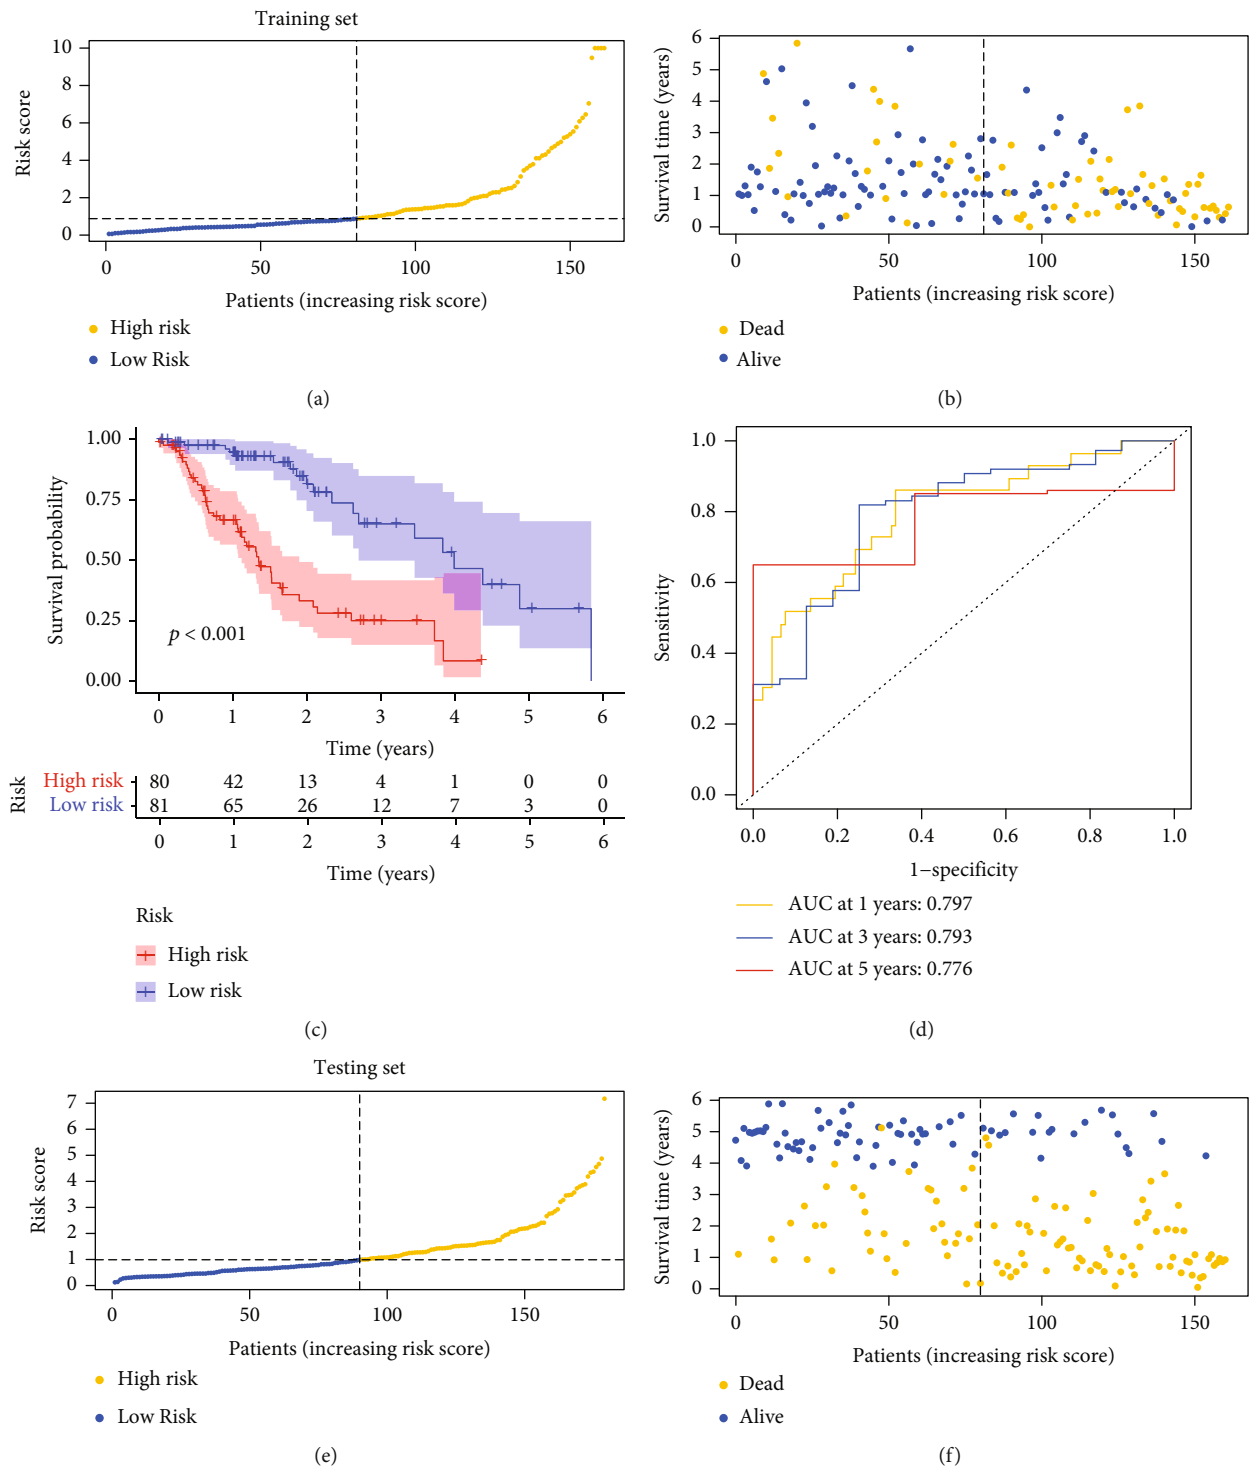 Training set
10
8
6
4
2
0
Risk score
0 50 100 150
Patients (increasing risk score)
High risk
Low Risk
(a)
6
5
4
3
2
1
0
Survival time (years)
0 50 100 150
Patients (increasing risk score)
Dead
Alive
(b)
1.00
0.75
0.50
0.25
0.00
Survival probability
p < 0.001
0 1 2 3 4 5 6
Time (years)
Risk
High risk 80 42 13 4 1 0 0
Low risk 81 65 26 12 7 3 0
0 1 2 3 4 5 6
Time (years)
Risk
High risk
Low risk
(c)
1.0
0.8
0.6
0.4
0.2
0.0
Sensitivity
0.0 0.2 0.4 0.6 0.8 1.0
1−specificity
AUC at 1 years: 0.797
AUC at 3 years: 0.793
AUC at 5 years: 0.776
(d)
Testing set
7
6
5
4
3
2
1
0
Risk score
0 50 100 150
Patients (increasing risk score)
High risk
Low Risk
(e)
6
5
4
3
2
1
0
Survival time (years)
0 50 100 150
Patients (increasing risk score)
Dead
Alive
(f)